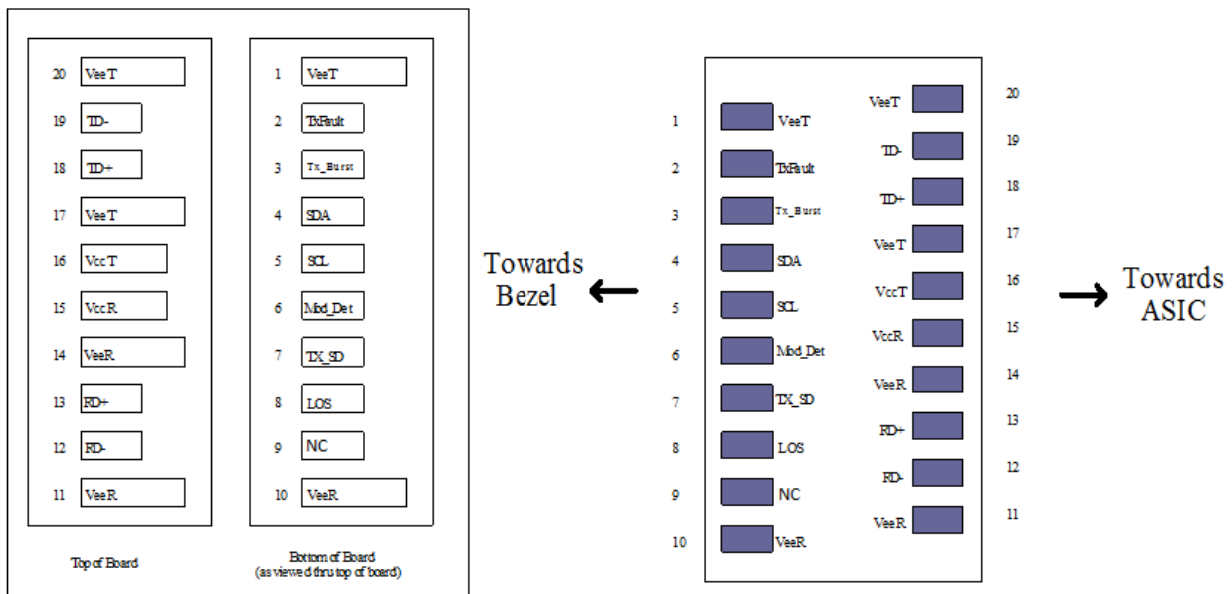 20 VeeT
19 TD-
18 TD+
17 VeeT
16 VccT
15 VccR
14 VeeR
13 RD+
12 RD-
11 VeeR
Top of Board
1 VeeT
2 TxFault
3 Tx_Burst
4 SDA
5 SCL
6 Mod_Det
7 TX_SD
8 LOS
9 NC
10 VeeR
Bottom of Board
(as viewed thru top of board)
Towards
Bezel
1 VeeT
2 TxFault
3 Tx_Burst
4 SDA
5 SCL
6 Mod_Det
7 TX_SD
8 LOS
9 NC
10 VeeR
VeeT 20
TD- 19
TD+ 18
VeeT 17
VccT 16
VccR 15
VeeR 14
RD+ 13
RD- 12
VeeR 11
Towards
ASIC